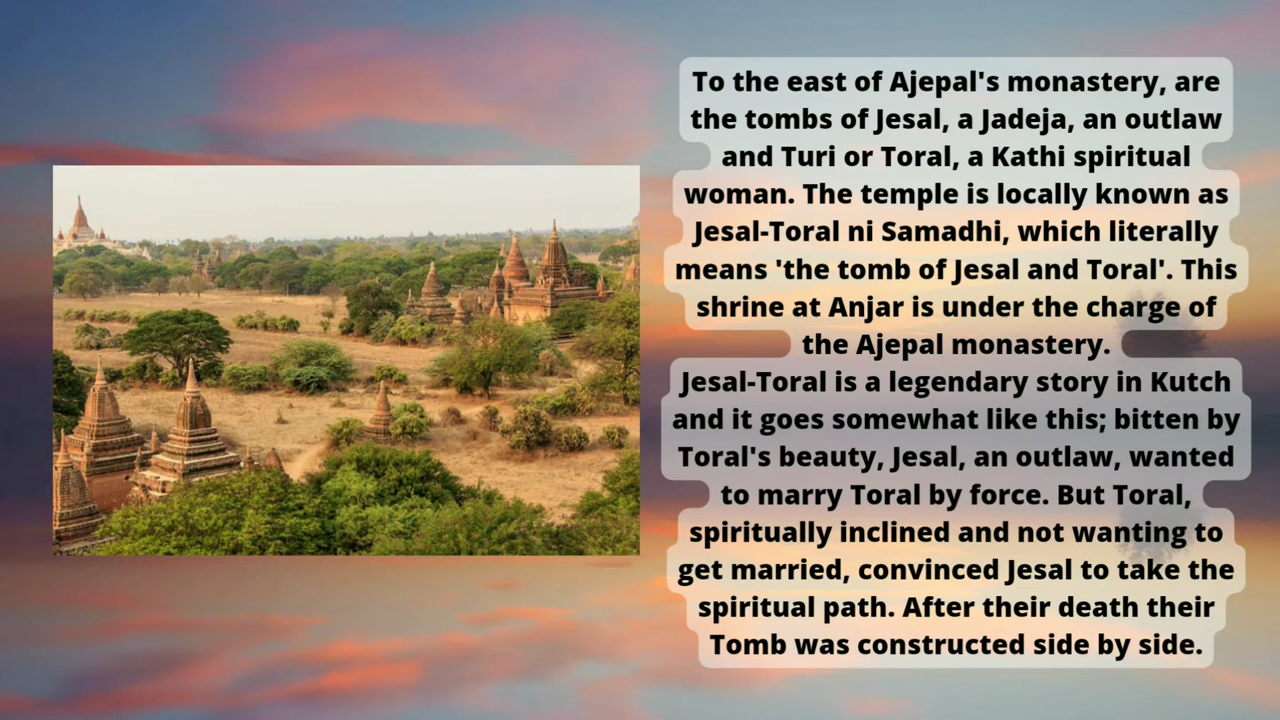 To the east of Ajepal's monastery, are
the tombs of Jesal, a Jadeja, an outlaw
and Turi or Toral, a Kathi spiritual
woman. The temple is locally known as
Jesal-Toral ni Samadhi, which literally
means 'the tomb of Jesal and Toral'. This
shrine at Anjar is under the charge of
the Ajepal monastery.
Jesal-Toral is a legendary story in Kutch
and it goes somewhat like this; bitten by
Toral's beauty, Jesal, an outlaw, wanted
to marry Toral by force. But Toral,
spiritually inclined and not wanting to
get married, convinced Jesal to take the
spiritual path. After their death their
Tomb was constructed side by side.